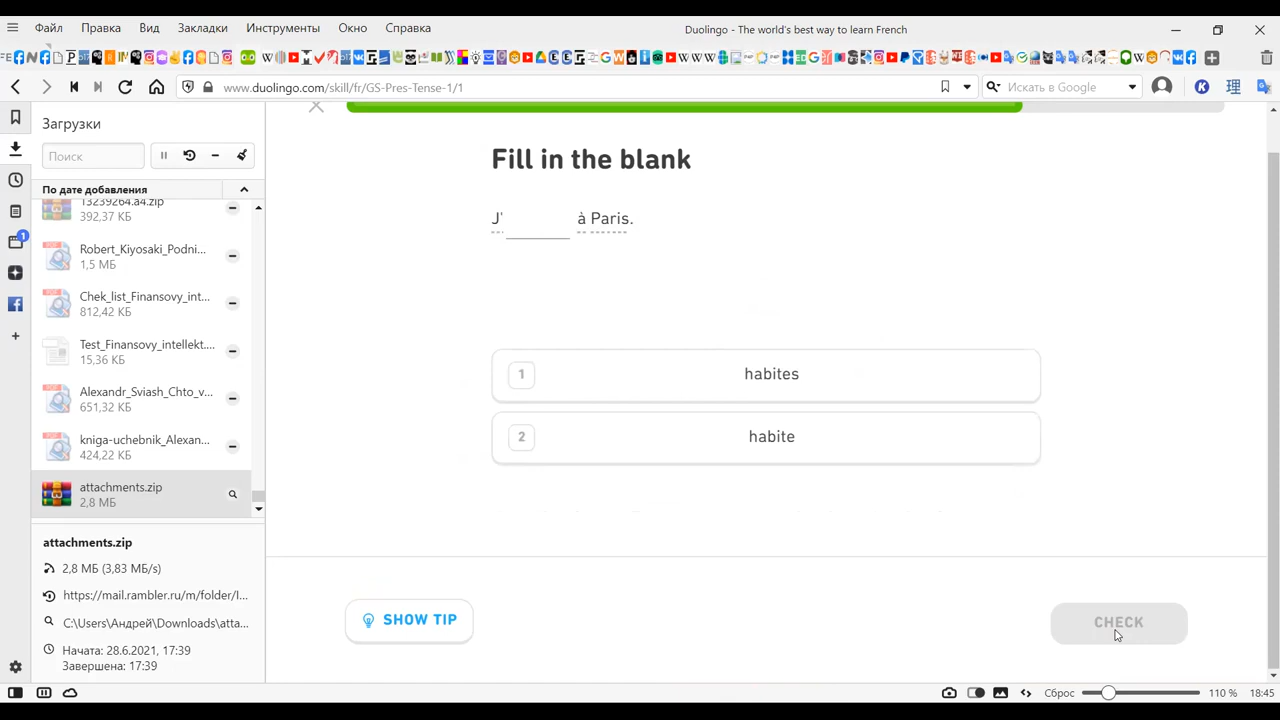 Файл Правка Вид Закладки Инструменты Окно Справка Duolingo - The world's best way to learn French
www.duolingo.com/skill/fr/GS-Pres-Tense-1/1 Искать в Google
Загрузки
Поиск
По дате добавления
13239264.a4.zip
392,37 КБ
Robert_Kiyosaki_Podni...
1,5 МБ
Chek_list_Finansovy_int...
812,42 КБ
Test_Finansovy_intellekt....
15,36 КБ
Alexandr_Sviash_Chto_v...
651,32 КБ
kniga-uchebnik_Alexan...
424,22 КБ
attachments.zip
2,8 МБ
attachments.zip
2,8 МБ (3,83 МБ/s)
https://mail.rambler.ru/m/folder/I...
C:\Users\Андрей\Downloads\atta...
Начата: 28.6.2021, 17:39
Завершена: 17:39
Fill in the blank
J' ______ à Paris.
1 habites
2 habite
SHOW TIP
CHECK
Сброс 110 % 18:45